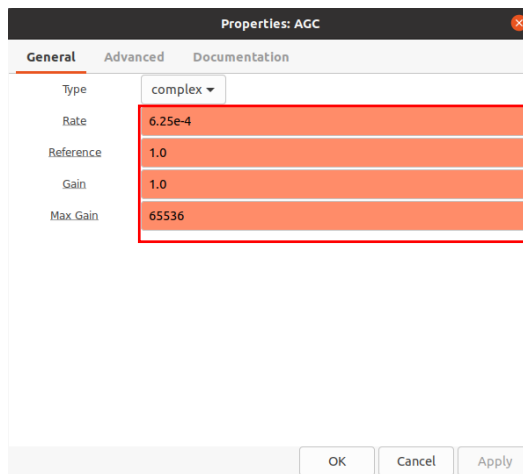 Properties: AGC
General Advanced Documentation
Type complex
Rate 6.25e-4
Reference 1.0
Gain 1.0
Max Gain 65536
OK Cancel Apply